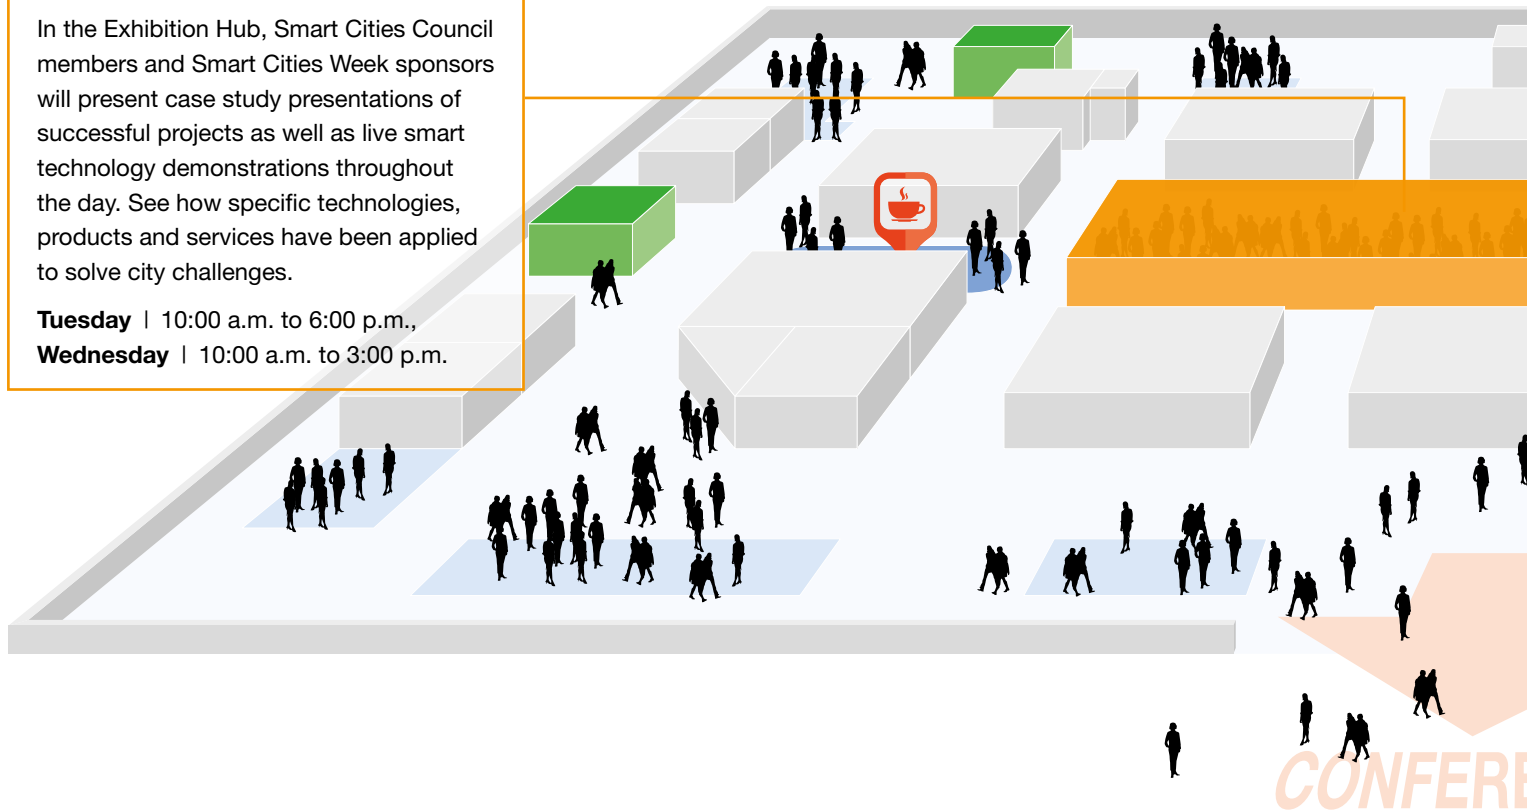 In the Exhibition Hub, Smart Cities Council
members and Smart Cities Week sponsors
will present case study presentations of
successful projects as well as live smart
technology demonstrations throughout
the day. See how specific technologies,
products and services have been applied
to solve city challenges.
Tuesday | 10:00 a.m. to 6:00 p.m.,
Wednesday | 10:00 a.m. to 3:00 p.m.
CONFERE